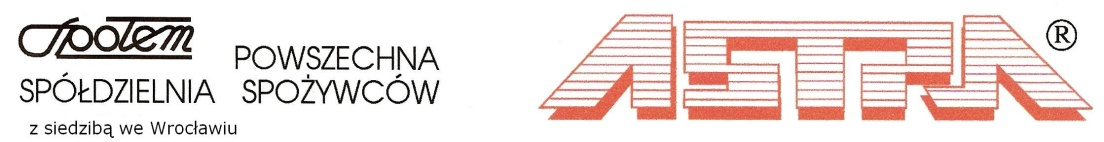 Społem
POWSZECHNA
SPÓŁDZIELNIA SPOŻYWCÓW
z siedzibą we Wrocławiu
ASTRA ®